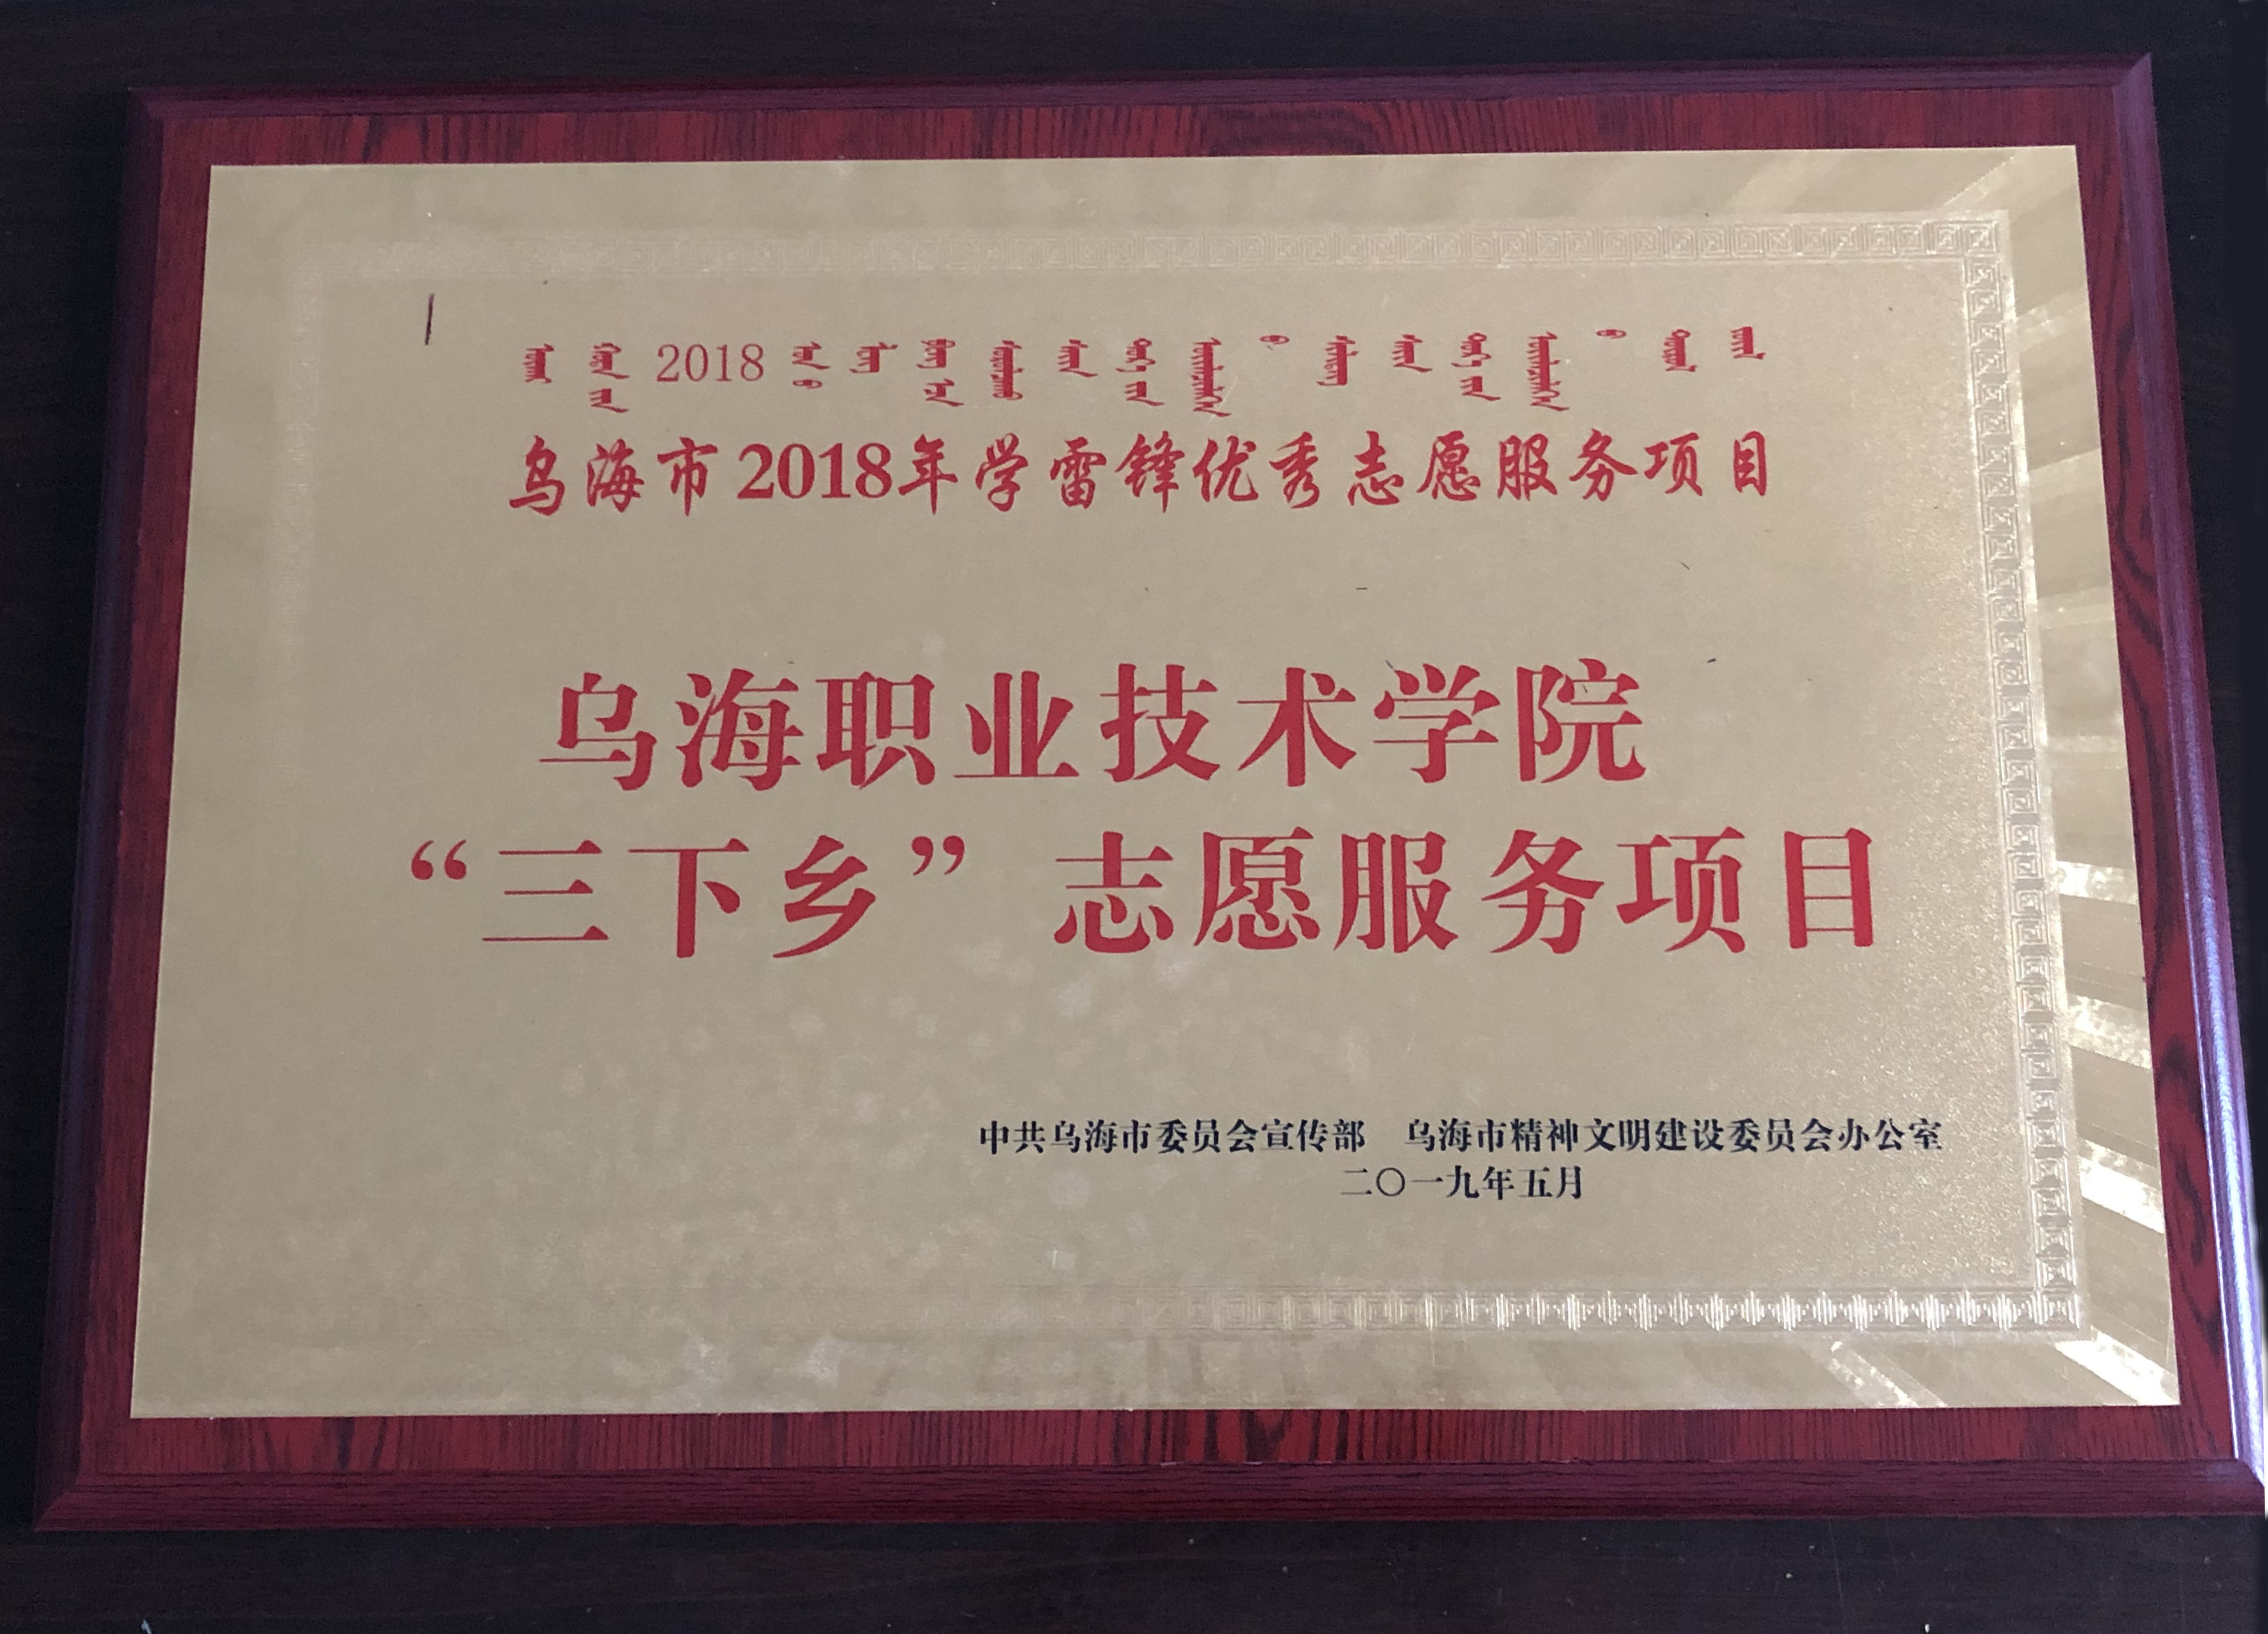 2018
乌海市2018年学雷锋优秀志愿服务项目
乌海职业技术学院
“三下乡”志愿服务项目
中共乌海市委员会宣传部 乌海市精神文明建设委员会办公室
二〇一九年五月